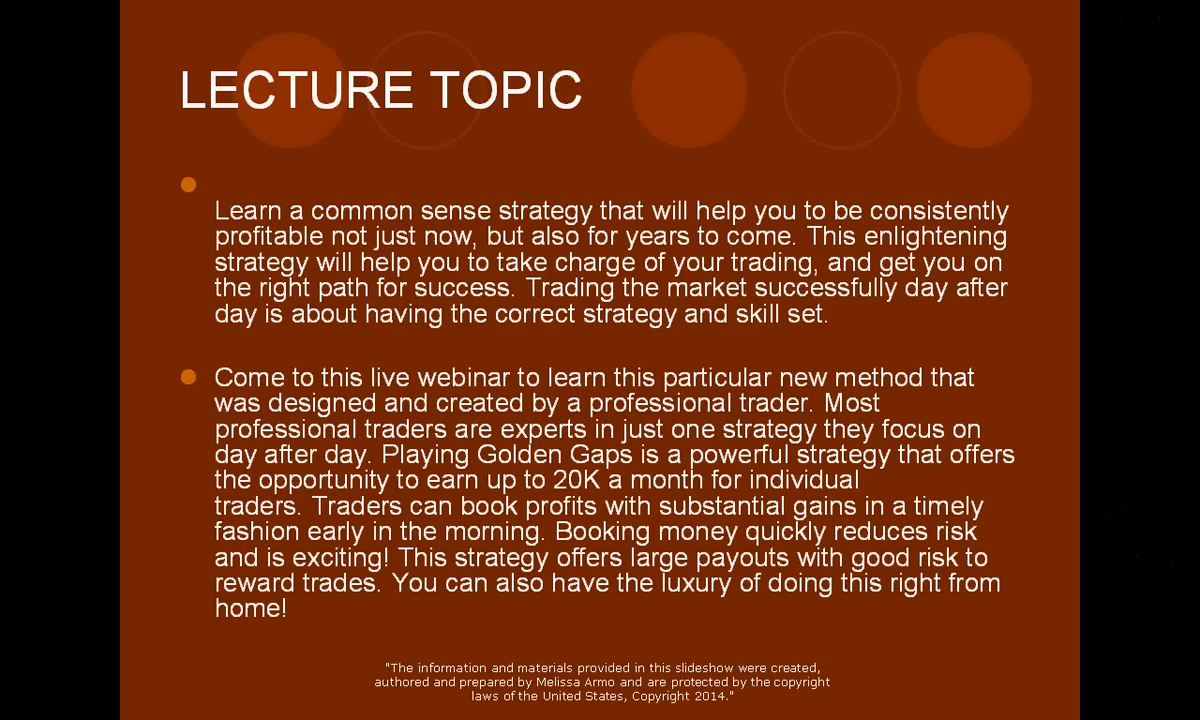 LECTURE TOPIC
Learn a common sense strategy that will help you to be consistently
profitable not just now, but also for years to come. This enlightening
strategy will help you to take charge of your trading, and get you on
the right path for success. Trading the market successfully day after
day is about having the correct strategy and skill set.
Come to this live webinar to learn this particular new method that
was designed and created by a professional trader. Most
professional traders are experts in just one strategy they focus on
day after day. Playing Golden Gaps is a powerful strategy that offers
the opportunity to earn up to 20K a month for individual
traders. Traders can book profits with substantial gains in a timely
fashion early in the morning. Booking money quickly reduces risk
and is exciting! This strategy offers large payouts with good risk to
reward trades. You can also have the luxury of doing this right from
home!
"The information and materials provided in this slideshow were created,
authored and prepared by Melissa Armo and are protected by the copyright
laws of the United States, Copyright 2014."